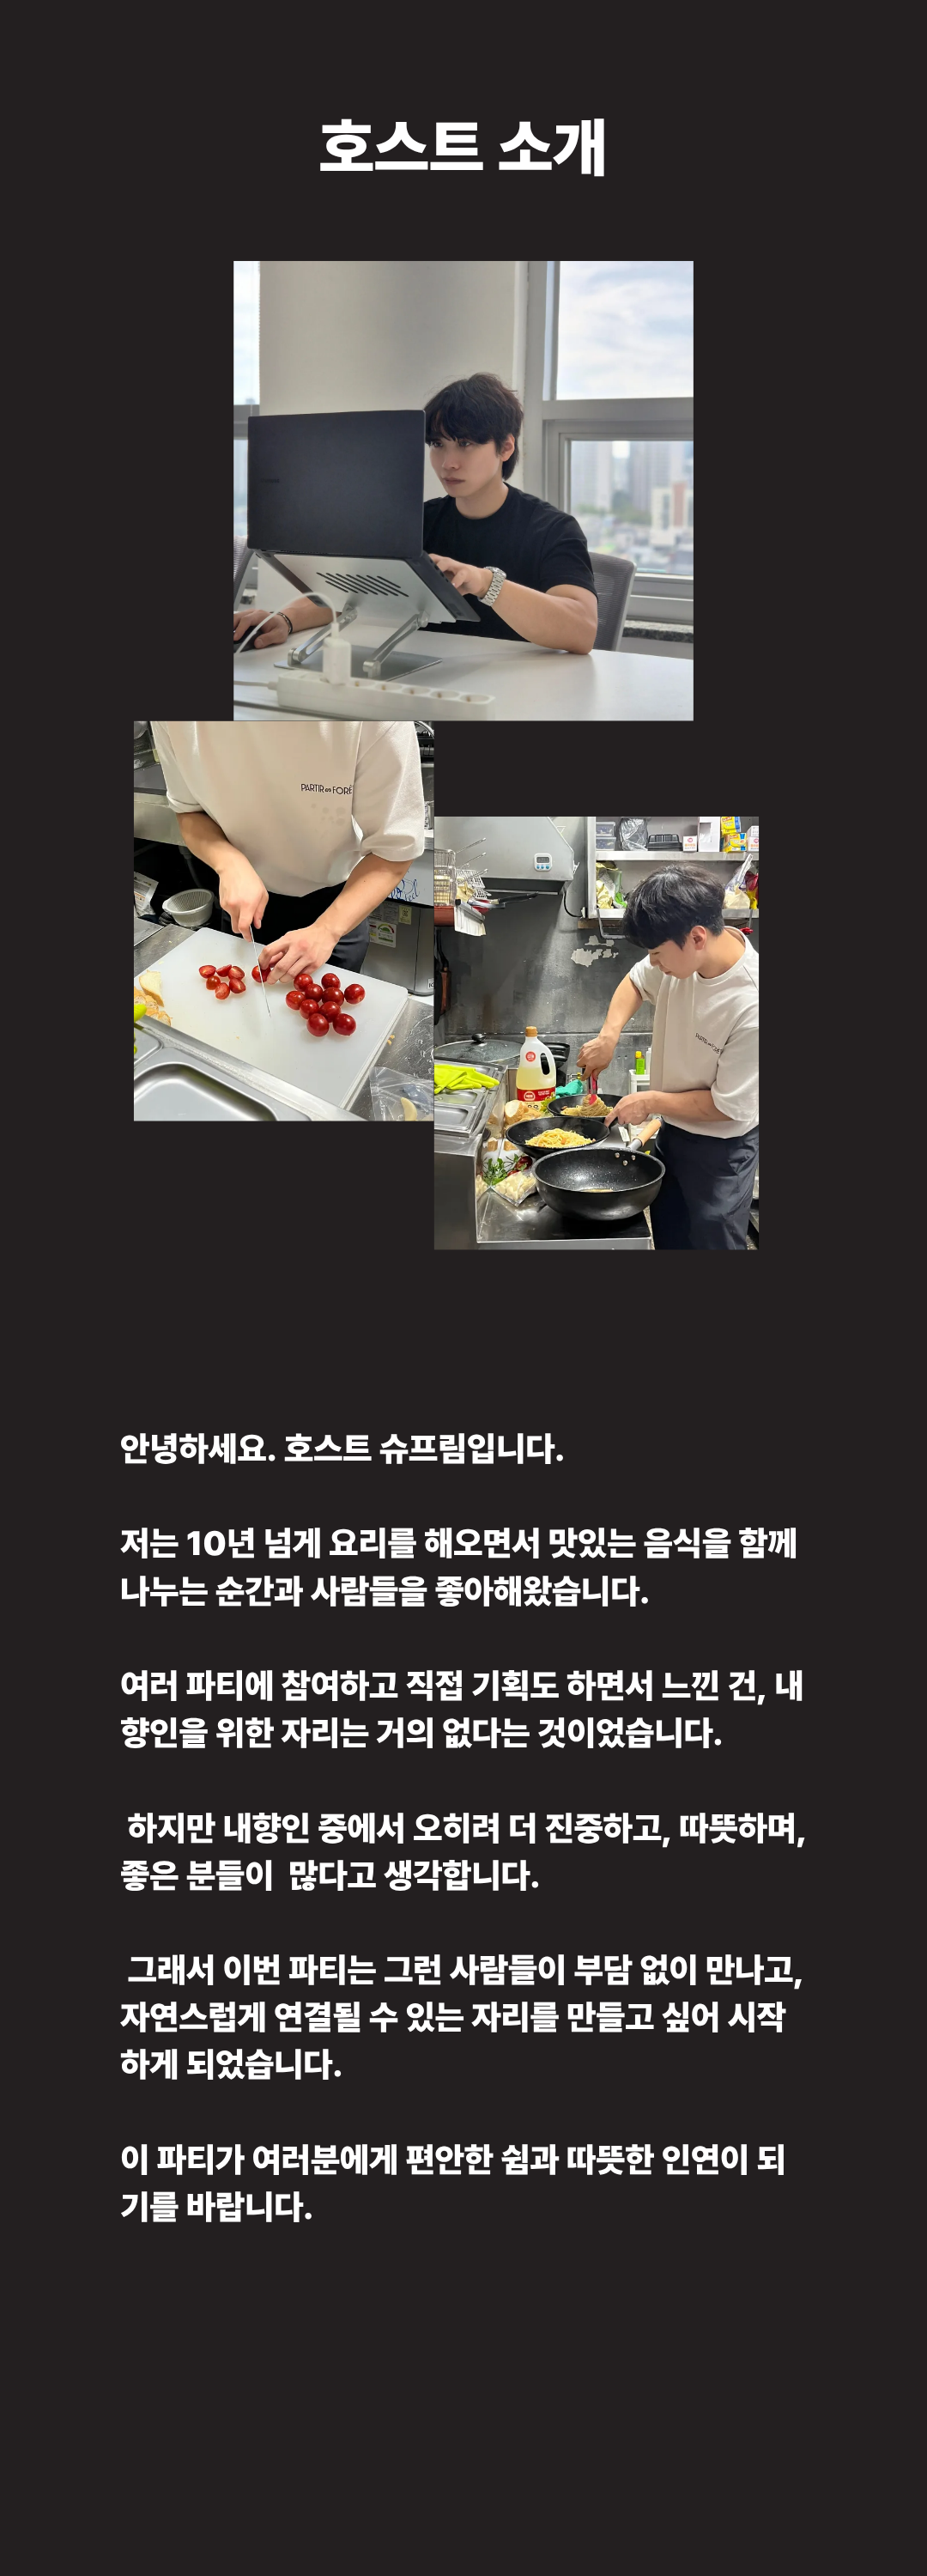 호스트 소개
PARTIR en FORÊ
안녕하세요. 호스트 슈프림입니다.
저는 10년 넘게 요리를 해오면서 맛있는 음식을 함께
나누는 순간과 사람들을 좋아해왔습니다.
여러 파티에 참여하고 직접 기획도 하면서 느낀 건, 내
향인을 위한 자리는 거의 없다는 것이었습니다.
하지만 내향인 중에서 오히려 더 진중하고, 따뜻하며,
좋은 분들이  많다고 생각합니다.
그래서 이번 파티는 그런 사람들이 부담 없이 만나고,
자연스럽게 연결될 수 있는 자리를 만들고 싶어 시작
하게 되었습니다.
이 파티가 여러분에게 편안한 쉼과 따뜻한 인연이 되
기를 바랍니다.